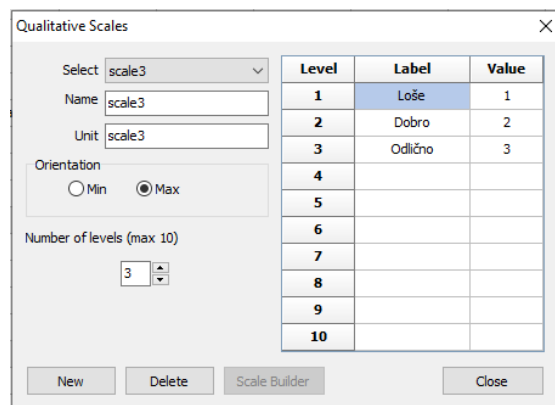 Qualitative Scales
Select scale3
Name scale3
Unit scale3
Orientation
Min Max
Number of levels (max 10)
3
Level Label Value
1 Loše 1
2 Dobro 2
3 Odlično 3
4
5
6
7
8
9
10
New Delete Scale Builder Close